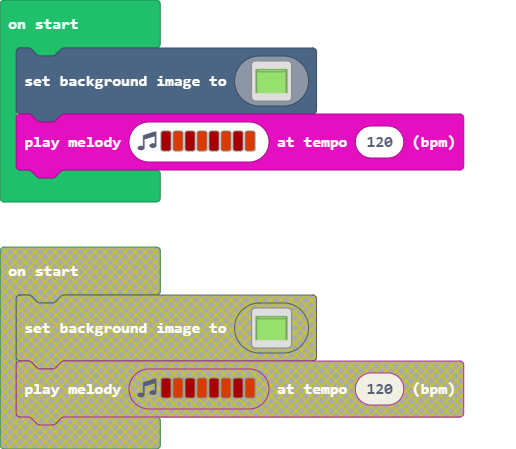 on start
set background image to
play melody at tempo 120 (bpm)
on start
set background image to
play melody at tempo 120 (bpm)